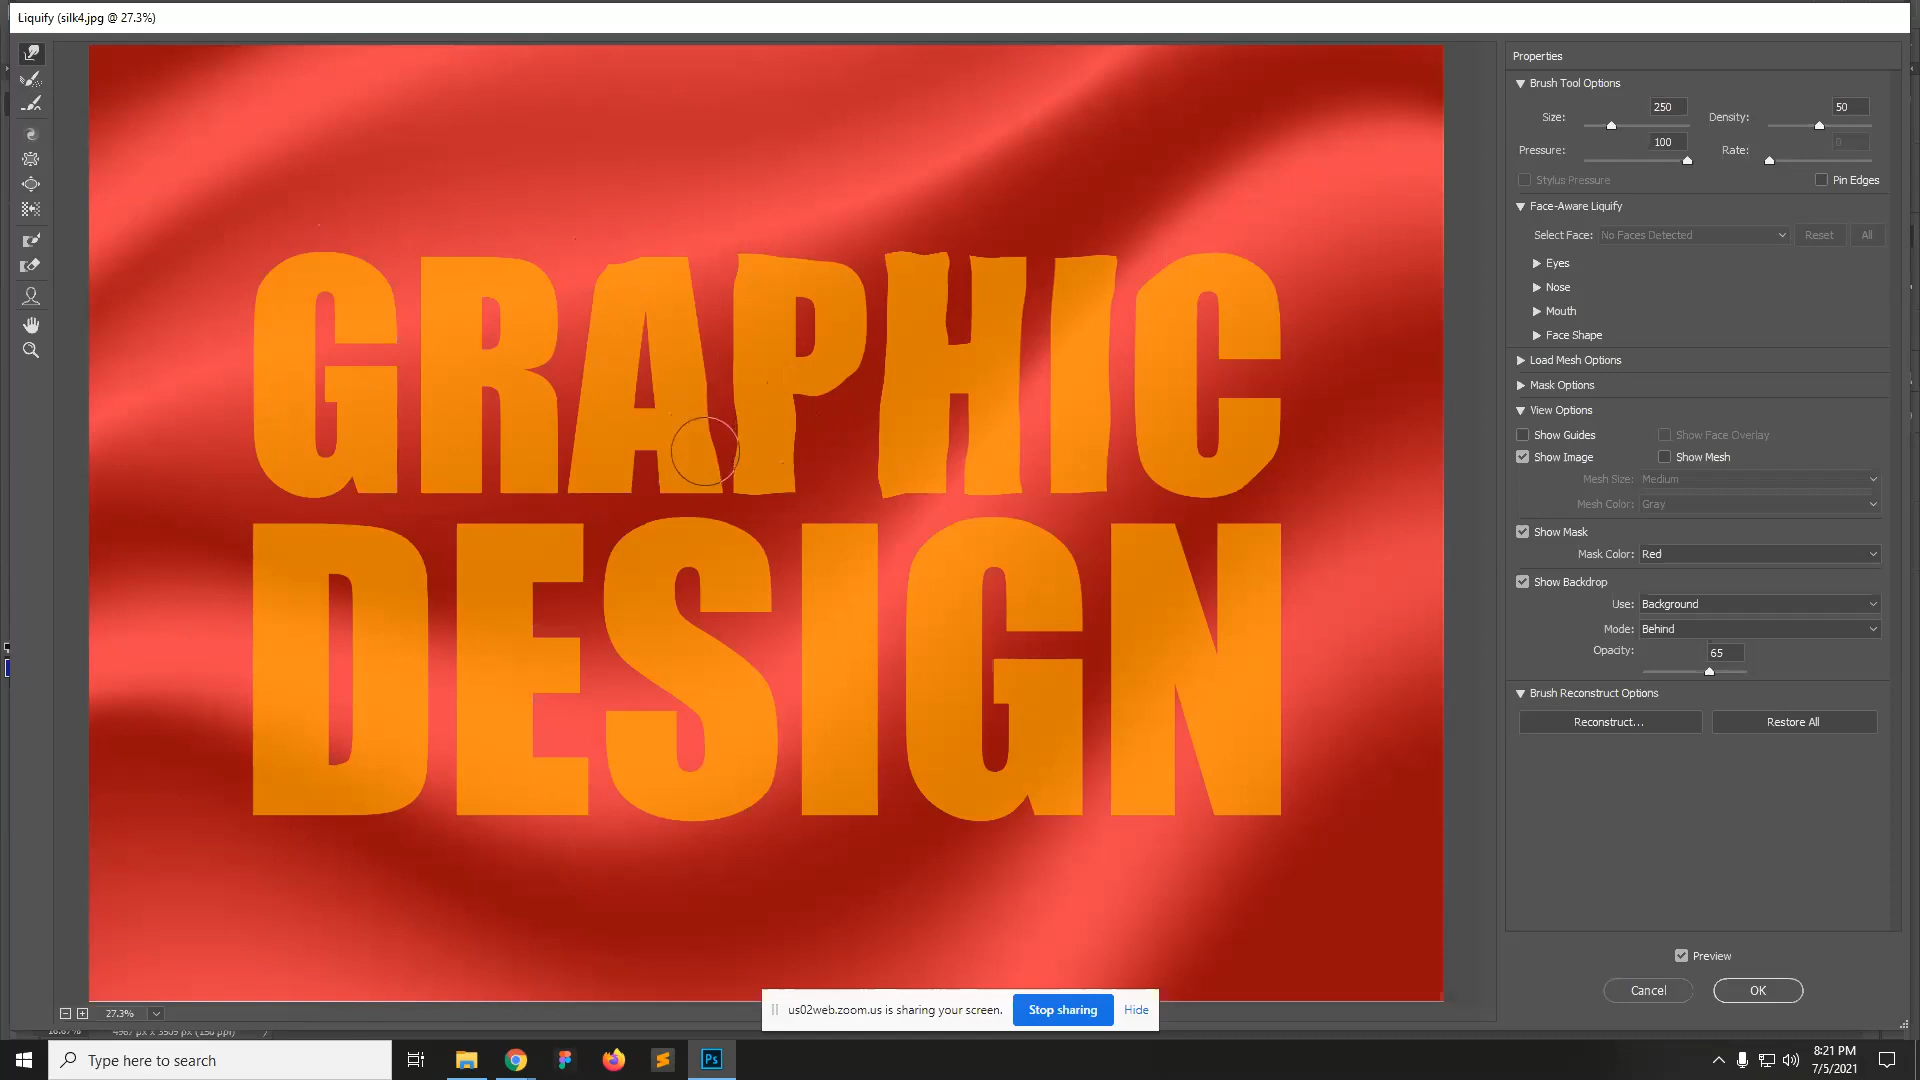 Liquify (silk4.jpg @ 27.3%)
Properties
Brush Tool Options
Size: 250 Density: 50
Pressure: 100 Rate: 0
Stylus Pressure Pin Edges
Face-Aware Liquify
Select Face: No Faces Detected Reset All
Eyes
Nose
Mouth
Face Shape
Load Mesh Options
Mask Options
View Options
Show Guides Show Face Overlay
Show Image Show Mesh
Mesh Size: Medium
Mesh Color: Gray
Show Mask
Mask Color: Red
Show Backdrop
Use: Background
Mode: Behind
Opacity: 65
Brush Reconstruct Options
Reconstruct... Restore All
Preview
Cancel OK
GRAPHIC
DESIGN
27.3%
us02web.zoom.us is sharing your screen. Stop sharing Hide
Type here to search
Ps
8:21 PM
7/5/2021